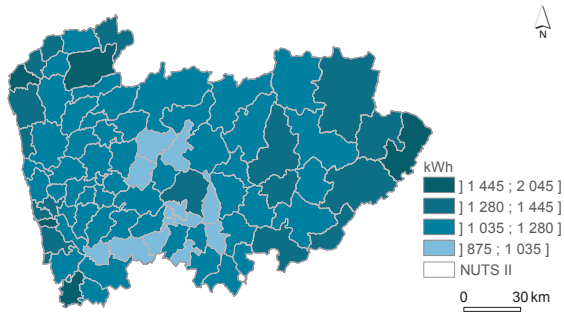 N
kWh
] 1 445 ; 2 045 ]
] 1 280 ; 1 445 ]
] 1 035 ; 1 280 ]
] 875 ; 1 035 ]
NUTS II
0 30 km